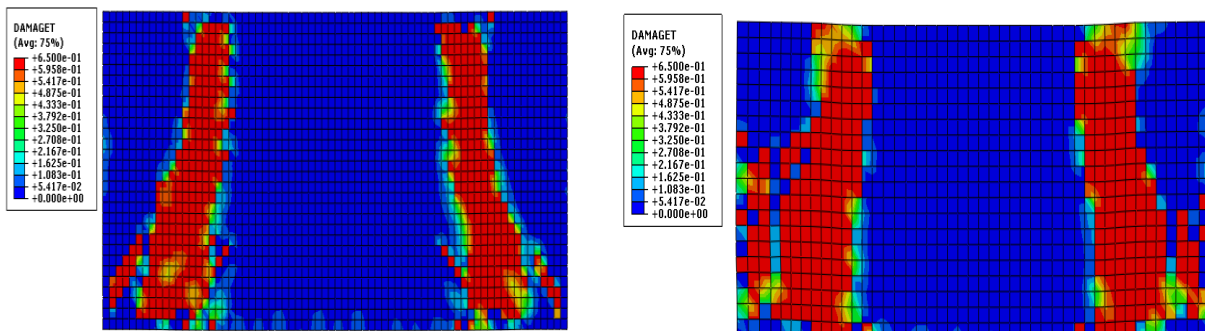 DAMAGET
(Avg: 75%)
+6.500e-01
+5.958e-01
+5.417e-01
+4.875e-01
+4.333e-01
+3.792e-01
+3.250e-01
+2.708e-01
+2.167e-01
+1.625e-01
+1.083e-01
+5.417e-02
+0.000e+00
DAMAGET
(Avg: 75%)
+6.500e-01
+5.958e-01
+5.417e-01
+4.875e-01
+4.333e-01
+3.792e-01
+3.250e-01
+2.708e-01
+2.167e-01
+1.625e-01
+1.083e-01
+5.417e-02
+0.000e+00